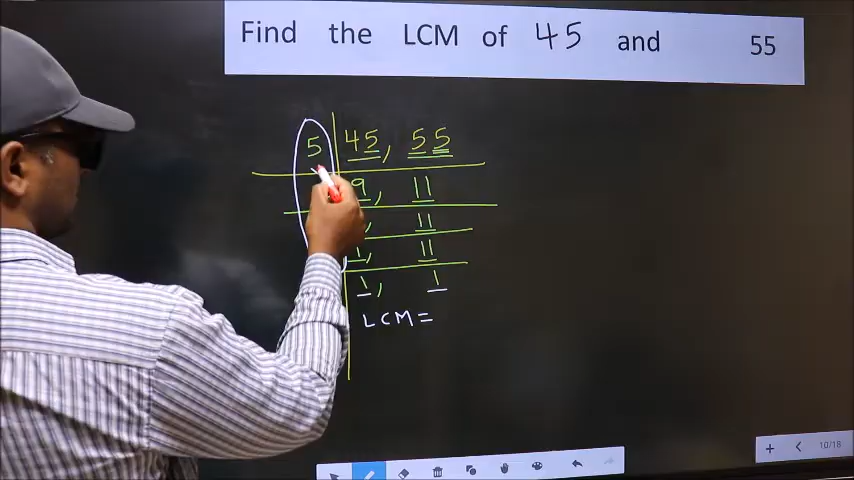 Find the LCM of 45 and 55
5 45, 55
9, 11
, 11
1, 11
1, 1
LCM =
10/18